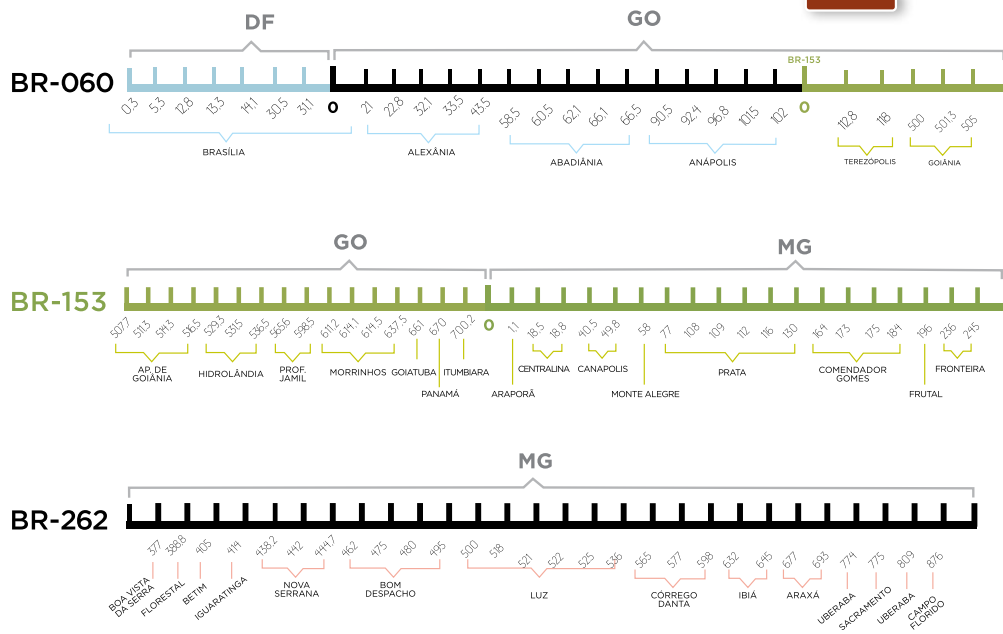 DF GO
BR-060
BR-153
0.3 5.3 12.8 13.3 14.1 30.5 31.1 0 21 22.8 32.1 33.5 43.5 58.5 60.5 62.1 66.1 66.5 90.5 92.4 96.8 101.5 102 0 112.8 118 500 501.3 505
BRASÍLIA ALEXÂNIA ABADIÂNIA ANÁPOLIS TEREZÓPOLIS GOIÂNIA
GO MG
BR-153
507.7 511.3 514.3 516.5 529.3 531.5 536.5 565.6 598.5 611.2 614.1 614.5 637.5 661 670 700.2 0 1.1 18.5 18.8 40.5 49.8 58 77 108 109 112 116 130 164 173 175 184 196 236 245
AP. DE
GOIÂNIA
HIDROLÂNDIA
PROF.
JAMIL
MORRINHOS GOIATUBA ITUMBIARA CENTRALINA CANAPOLIS PRATA
COMENDADOR
GOMES
FRONTEIRA
PANAMÁ ARAPORÃ MONTE ALEGRE FRUTAL
MG
BR-262
377 388.8 405 414 438.2 442 444.7 462 475 480 495 500 518 521 522 525 536 565 577 598 632 645 677 693 774 775 809 876
BOA VISTA
DA SERRA
FLORESTAL
BETIM
IGUARATINGA
NOVA
SERRANA
BOM
DESPACHO
LUZ
CÓRREGO
DANTA
IBIÁ
ARAXÁ
UBERABA
SACRAMENTO
UBERABA
CAMPO
FLORIDO